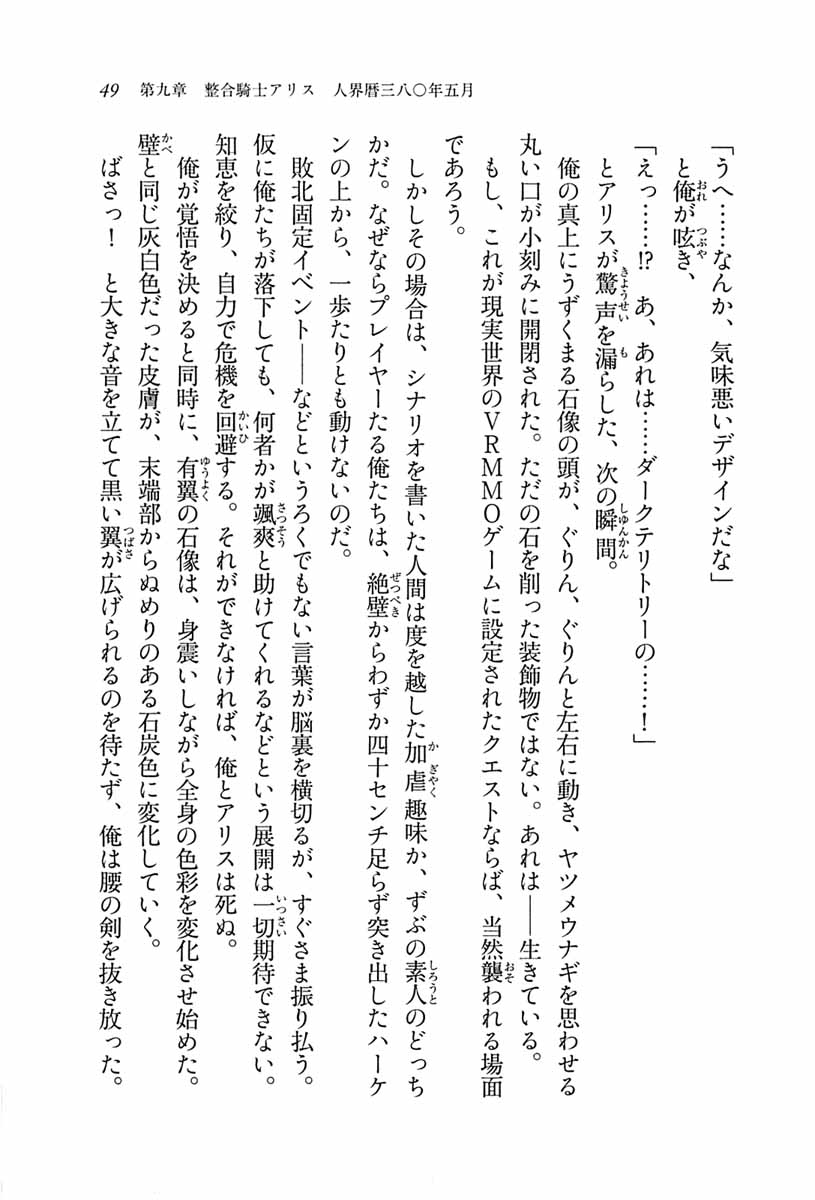 49　第九章　整合騎士アリス　人界暦三八〇年五月
「うへ……なんか、気味悪いデザインだな」
と俺が呟き、
「えっ……!?　あ、あれは……ダークテリトリーの……！」
とアリスが驚声を漏らした、次の瞬間。
俺の真上にうずくまる石像の頭が、ぐりん、ぐりんと左右に動き、ヤツメウナギを思わせる
丸い口が小刻みに開閉された。ただの石を削った装飾物ではない。あれは――生きている。
もし、これが現実世界のＶＲＭＭＯゲームに設定されたクエストならば、当然襲われる場面
であろう。
しかしその場合は、シナリオを書いた人間は度を越した加虐趣味か、ずぶの素人のどっち
かだ。なぜならプレイヤーたる俺たちは、絶壁からわずか四十センチ足らず突き出したハーケ
ンの上から、一歩たりとも動けないのだ。
敗北固定イベント――などというろくでもない言葉が脳裏を横切るが、すぐさま振り払う。
仮に俺たちが落下しても、何者かが颯爽と助けてくれるなどという展開は一切期待できない。
知恵を絞り、自力で危機を回避する。それができなければ、俺とアリスは死ぬ。
俺が覚悟を決めると同時に、有翼の石像は、身震いしながら全身の色彩を変化させ始めた。
壁と同じ灰白色だった皮膚が、末端部からぬめりのある石炭色に変化していく。
ばさっ！　と大きな音を立てて黒い翼が広げられるのを待たず、俺は腰の剣を抜き放った。